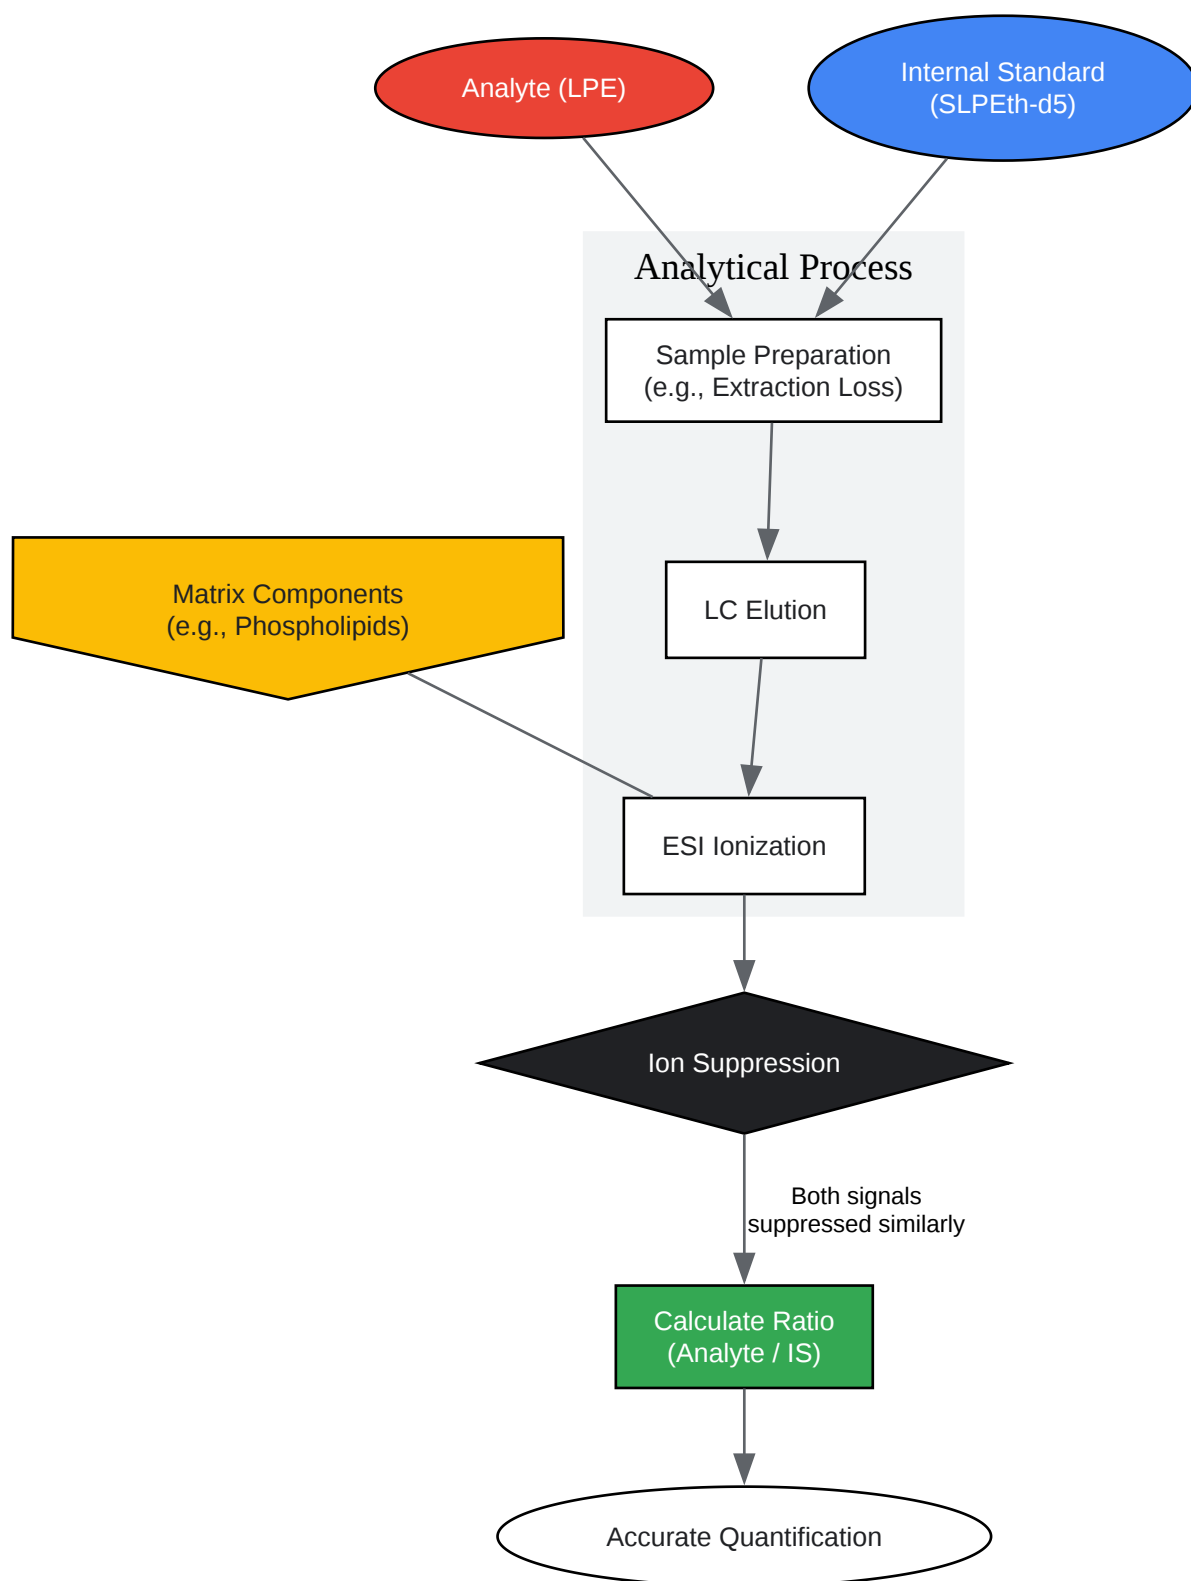 Analyte (LPE)
Internal Standard
(SLPEth-d5)
Analytical Process
Sample Preparation
(e.g., Extraction Loss)
Matrix Components
(e.g., Phospholipids)
LC Elution
ESI Ionization
Ion Suppression
Both signals
suppressed similarly
Calculate Ratio
(Analyte / IS)
Accurate Quantification